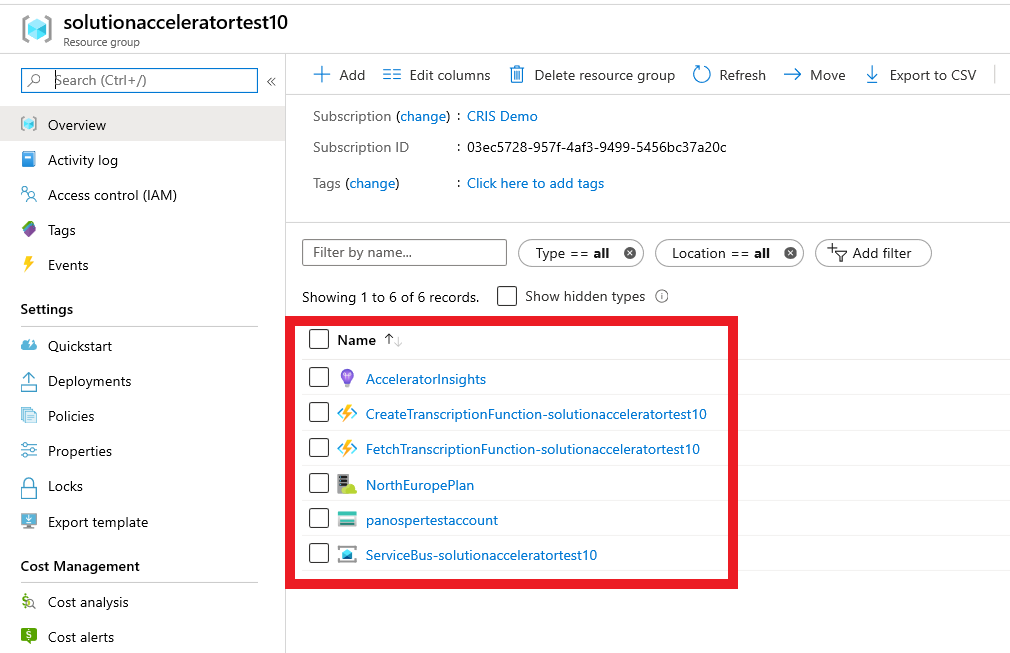 solutionacceleratortest10
Resource group
Search (Ctrl+/)
«
Overview
Activity log
Access control (IAM)
Tags
Events
Settings
Quickstart
Deployments
Policies
Properties
Locks
Export template
Cost Management
Cost analysis
Cost alerts
Add Edit columns Delete resource group Refresh Move Export to CSV
Subscription (change) : CRIS Demo
Subscription ID : 03ec5728-957f-4af3-9499-5456bc37a20c
Tags (change) : Click here to add tags
Filter by name... Type == all Location == all Add filter
Showing 1 to 6 of 6 records. Show hidden types
Name ↑↓
AcceleratorInsights
CreateTranscriptionFunction-solutionacceleratortest10
FetchTranscriptionFunction-solutionacceleratortest10
NorthEuropePlan
panospertestaccount
ServiceBus-solutionacceleratortest10